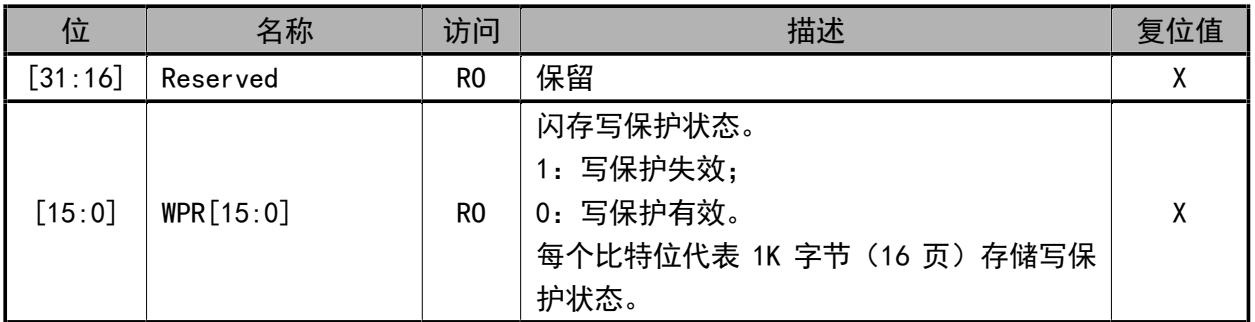 位 名称 访问 描述 复位值
[31:16] Reserved RO 保留 X
闪存写保护状态。
1：写保护失效；
[15:0] WPR[15:0] RO 0：写保护有效。 X
每个比特位代表 1K 字节（16 页）存储写保
护状态。